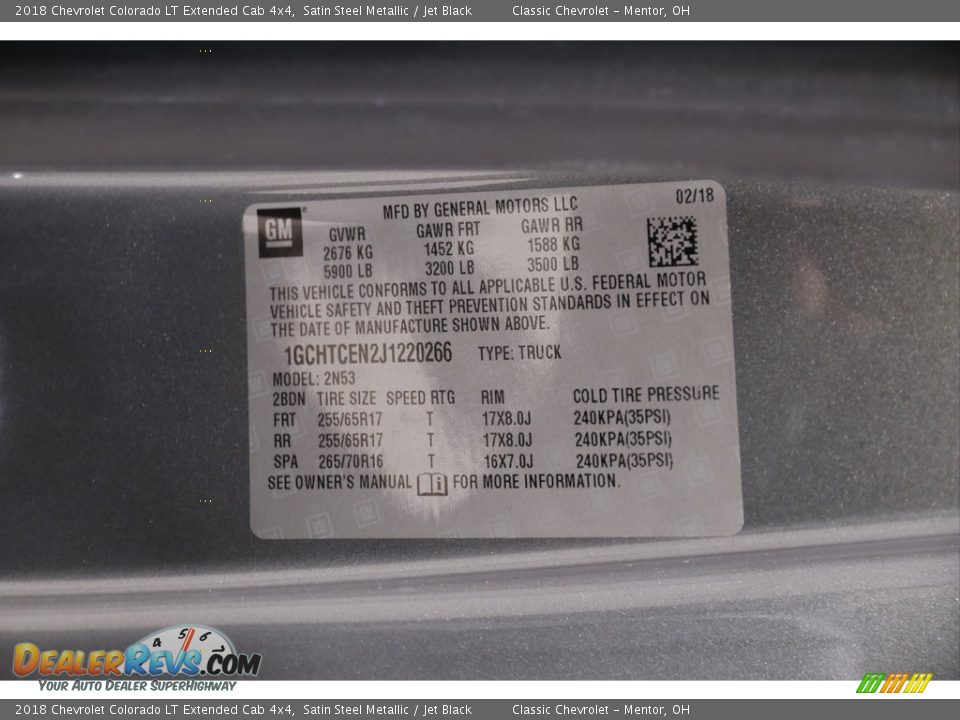 2018 Chevrolet Colorado LT Extended Cab 4x4, Satin Steel Metallic / Jet Black Classic Chevrolet – Mentor, OH
02/18
GM
MFD BY GENERAL MOTORS LLC
GVWR GAWR FRT GAWR RR
2676 KG 1452 KG 1588 KG
5900 LB 3200 LB 3500 LB
THIS VEHICLE CONFORMS TO ALL APPLICABLE U.S. FEDERAL MOTOR
VEHICLE SAFETY AND THEFT PREVENTION STANDARDS IN EFFECT ON
THE DATE OF MANUFACTURE SHOWN ABOVE.
1GCHTCEN2J1220266 TYPE: TRUCK
MODEL: 2N53
2BDN TIRE SIZE SPEED RTG RIM COLD TIRE PRESSURE
FRT 255/65R17 T 17X8.0J 240KPA(35PSI)
RR 255/65R17 T 17X8.0J 240KPA(35PSI)
SPA 265/70R16 T 16X7.0J 240KPA(35PSI)
SEE OWNER'S MANUAL i FOR MORE INFORMATION.
4 5 6
DealerRevs.com
Your Auto Dealer SuperHighway
2018 Chevrolet Colorado LT Extended Cab 4x4, Satin Steel Metallic / Jet Black Classic Chevrolet – Mentor, OH